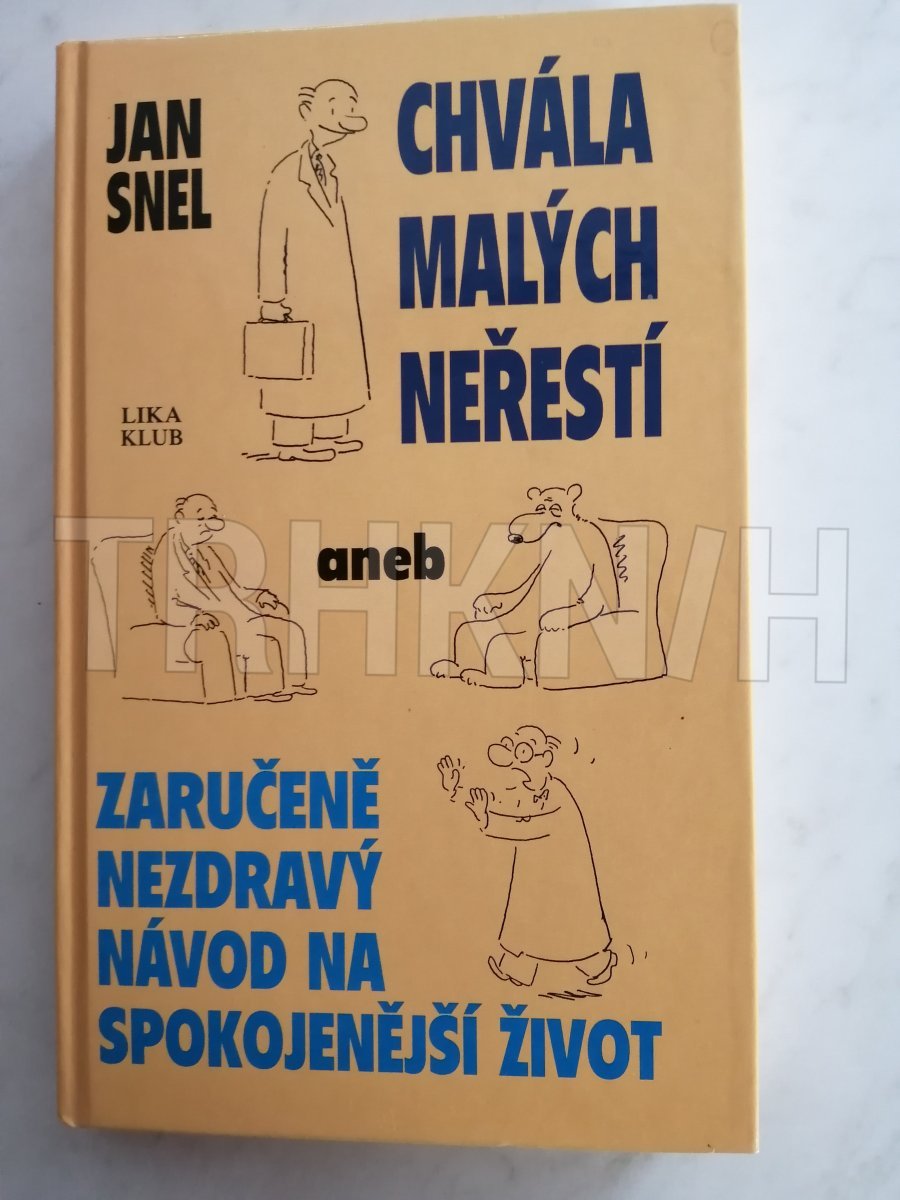 JAN
SNEL
CHVÁLA
MALÝCH
NEŘESTÍ
LIKA
KLUB
aneb
TRHKNIH
ZARUČENĚ
NEZDRAVÝ
NÁVOD NA
SPOKOJENĚJŠÍ ŽIVOT